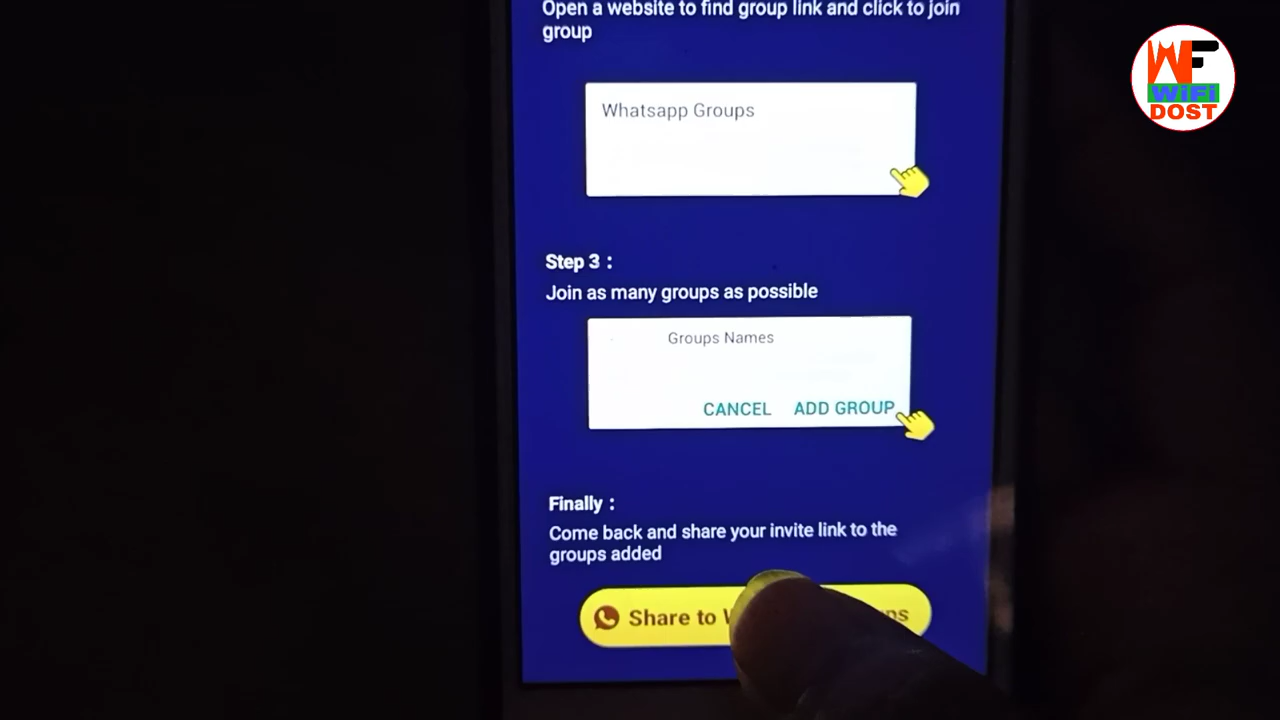 Open a website to find group link and click to join
group
Whatsapp Groups
Step 3 :
Join as many groups as possible
Groups Names
CANCEL ADD GROUP
Finally :
Come back and share your invite link to the
groups added
Share to
WF
WiFi
DOST